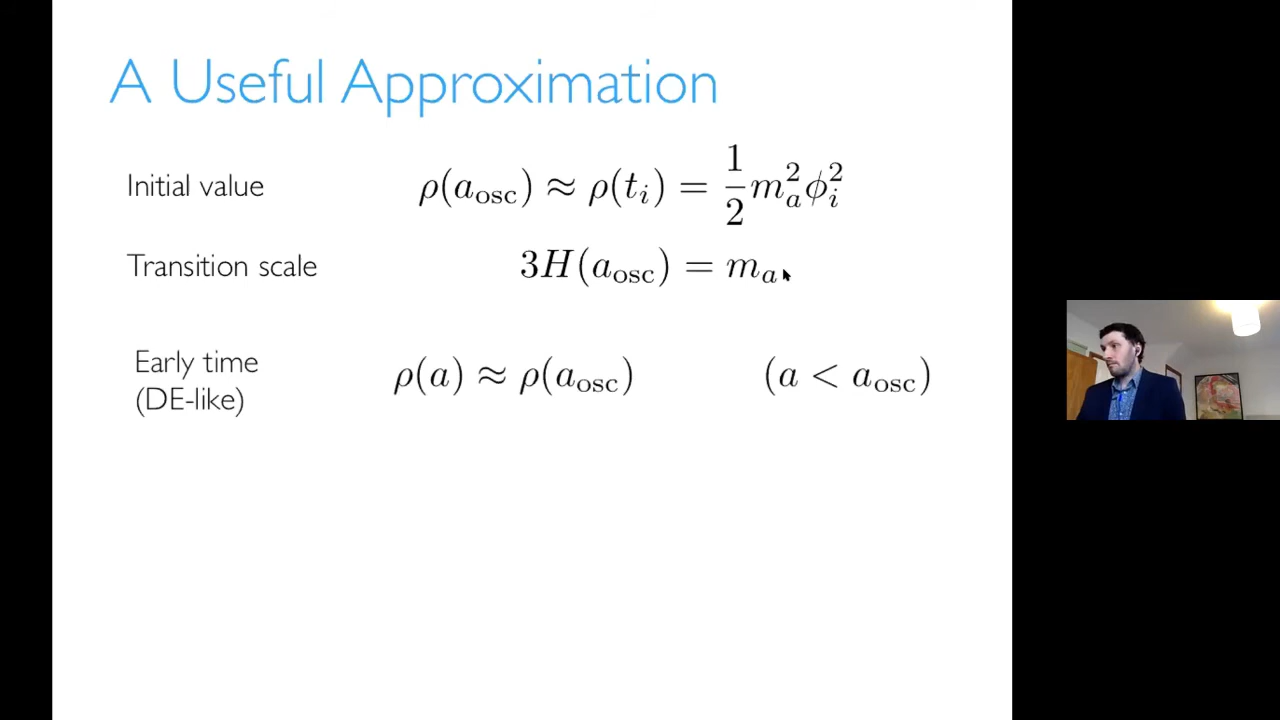 A Useful Approximation
Initial value ρ(a_osc) ≈ ρ(t_i) = \frac{1}{2} m_a^2 φ_i^2
Transition scale 3H(a_osc) = m_a
Early time
(DE-like) ρ(a) ≈ ρ(a_osc) (a < a_osc)